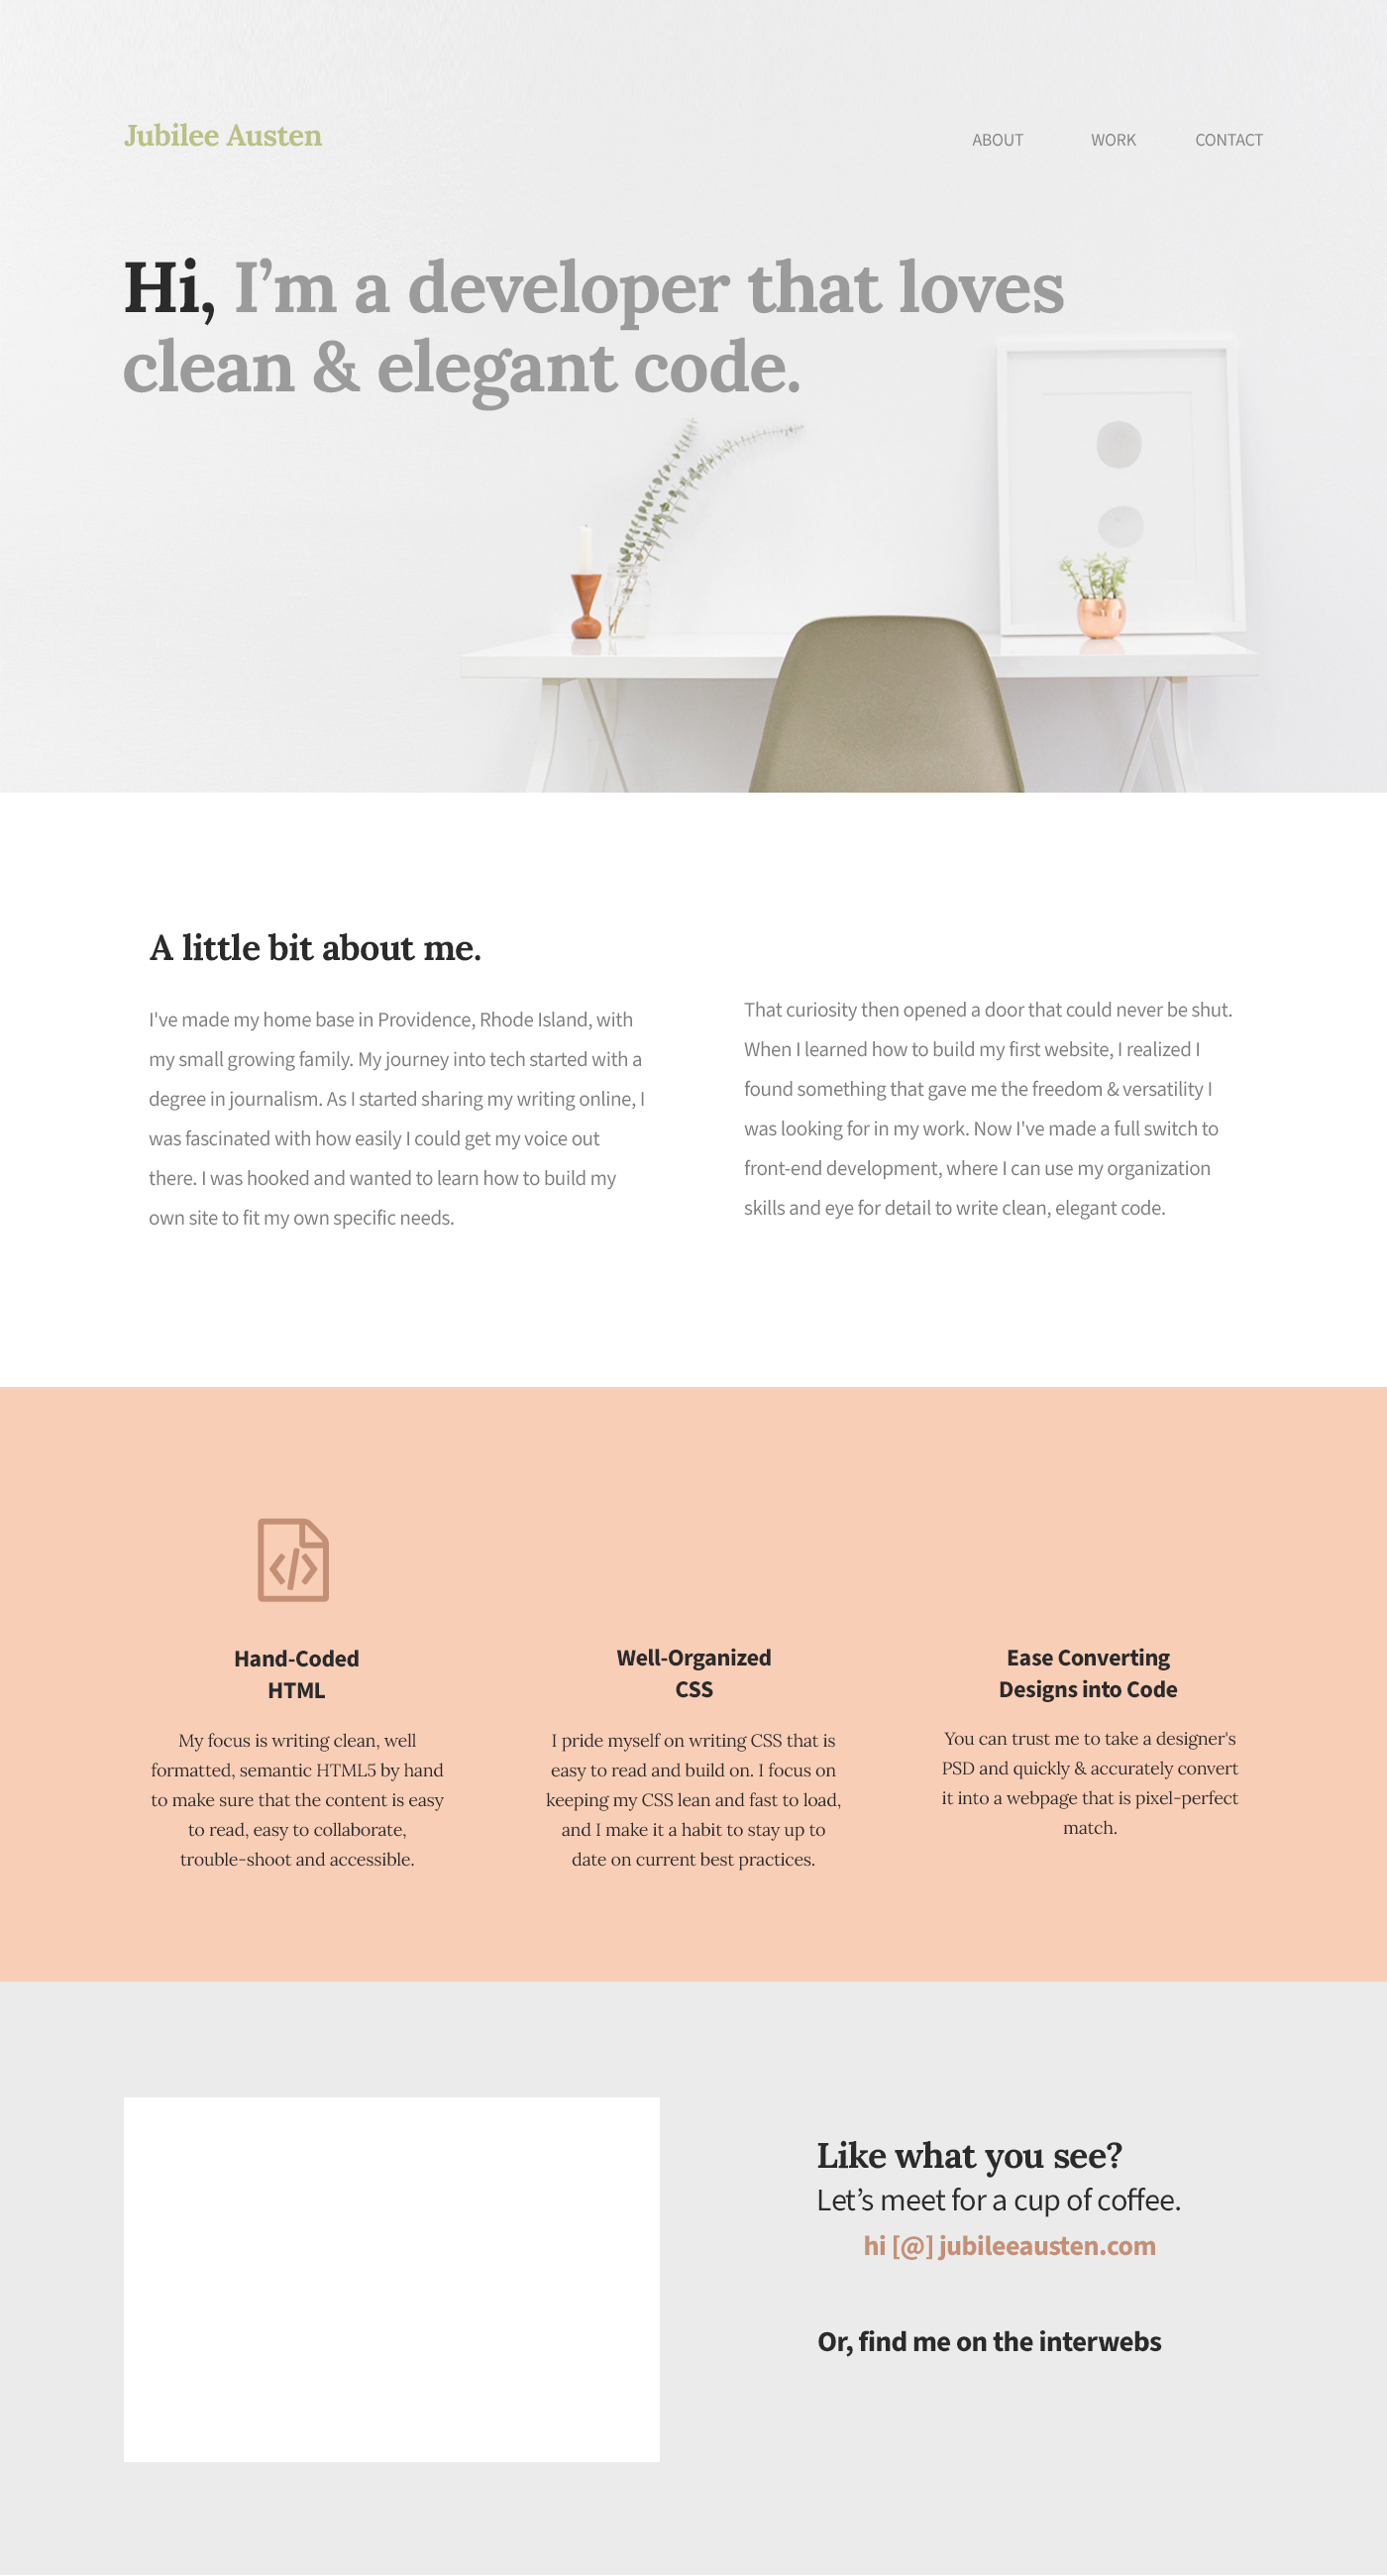 Jubilee Austen
ABOUT WORK CONTACT
Hi, I’m a developer that loves
clean & elegant code.
A little bit about me.
I've made my home base in Providence, Rhode Island, with
my small growing family. My journey into tech started with a
degree in journalism. As I started sharing my writing online, I
was fascinated with how easily I could get my voice out
there. I was hooked and wanted to learn how to build my
own site to fit my own specific needs.
That curiosity then opened a door that could never be shut.
When I learned how to build my first website, I realized I
found something that gave me the freedom & versatility I
was looking for in my work. Now I've made a full switch to
front-end development, where I can use my organization
skills and eye for detail to write clean, elegant code.
</>
Hand-Coded
HTML
My focus is writing clean, well
formatted, semantic HTML5 by hand
to make sure that the content is easy
to read, easy to collaborate,
trouble-shoot and accessible.
Well-Organized
CSS
I pride myself on writing CSS that is
easy to read and build on. I focus on
keeping my CSS lean and fast to load,
and I make it a habit to stay up to
date on current best practices.
Ease Converting
Designs into Code
You can trust me to take a designer's
PSD and quickly & accurately convert
it into a webpage that is pixel-perfect
match.
Like what you see?
Let’s meet for a cup of coffee.
hi [@] jubileeausten.com
Or, find me on the interwebs